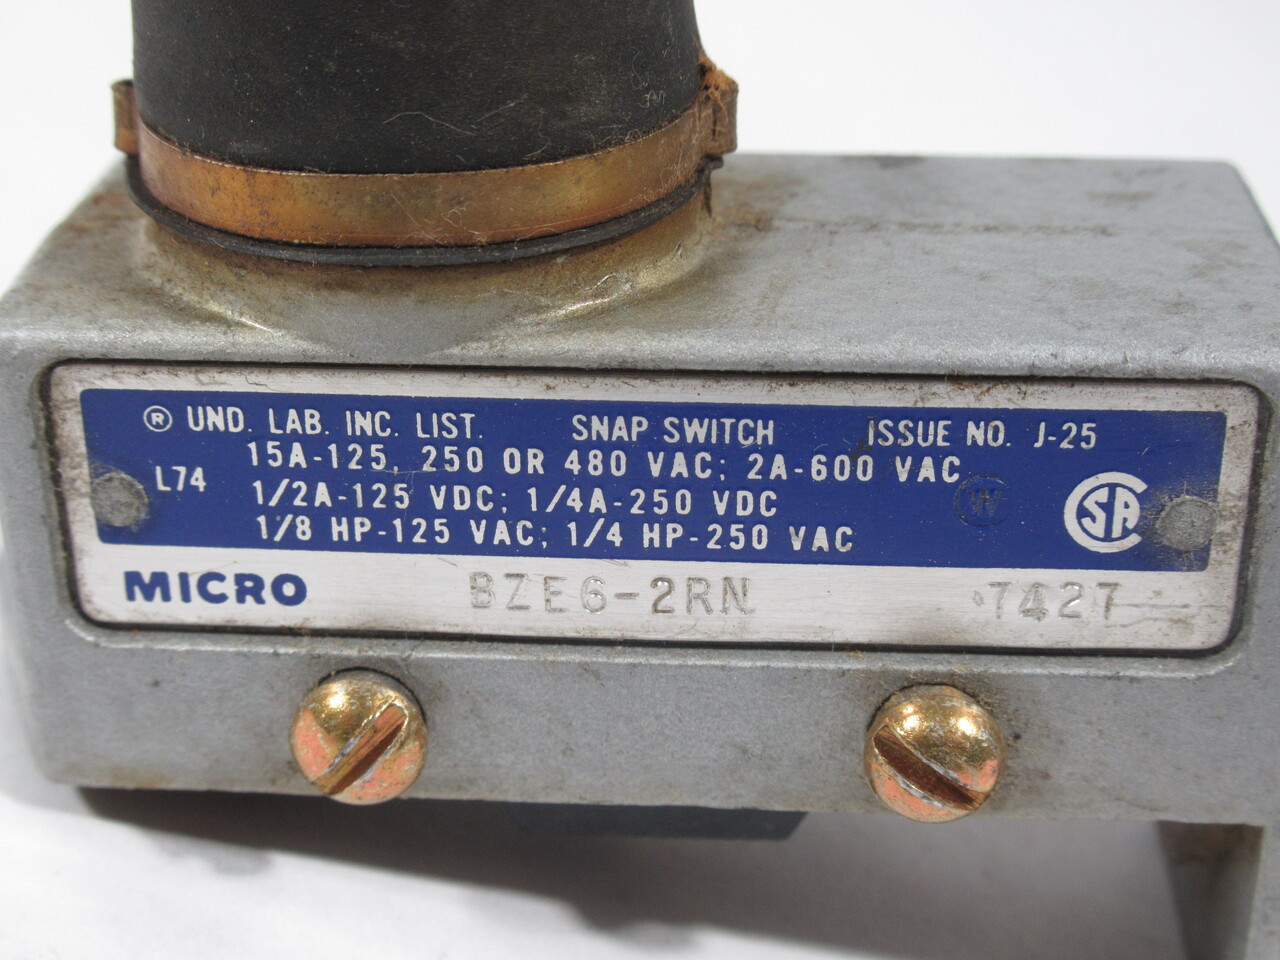 ® UND. LAB. INC. LIST. SNAP SWITCH ISSUE NO. J-25
15A-125, 250 OR 480 VAC; 2A-600 VAC
L74
1/2A-125 VDC; 1/4A-250 VDC
W
CSA
1/8 HP-125 VAC; 1/4 HP-250 VAC
MICRO BZE6-2RN 7427